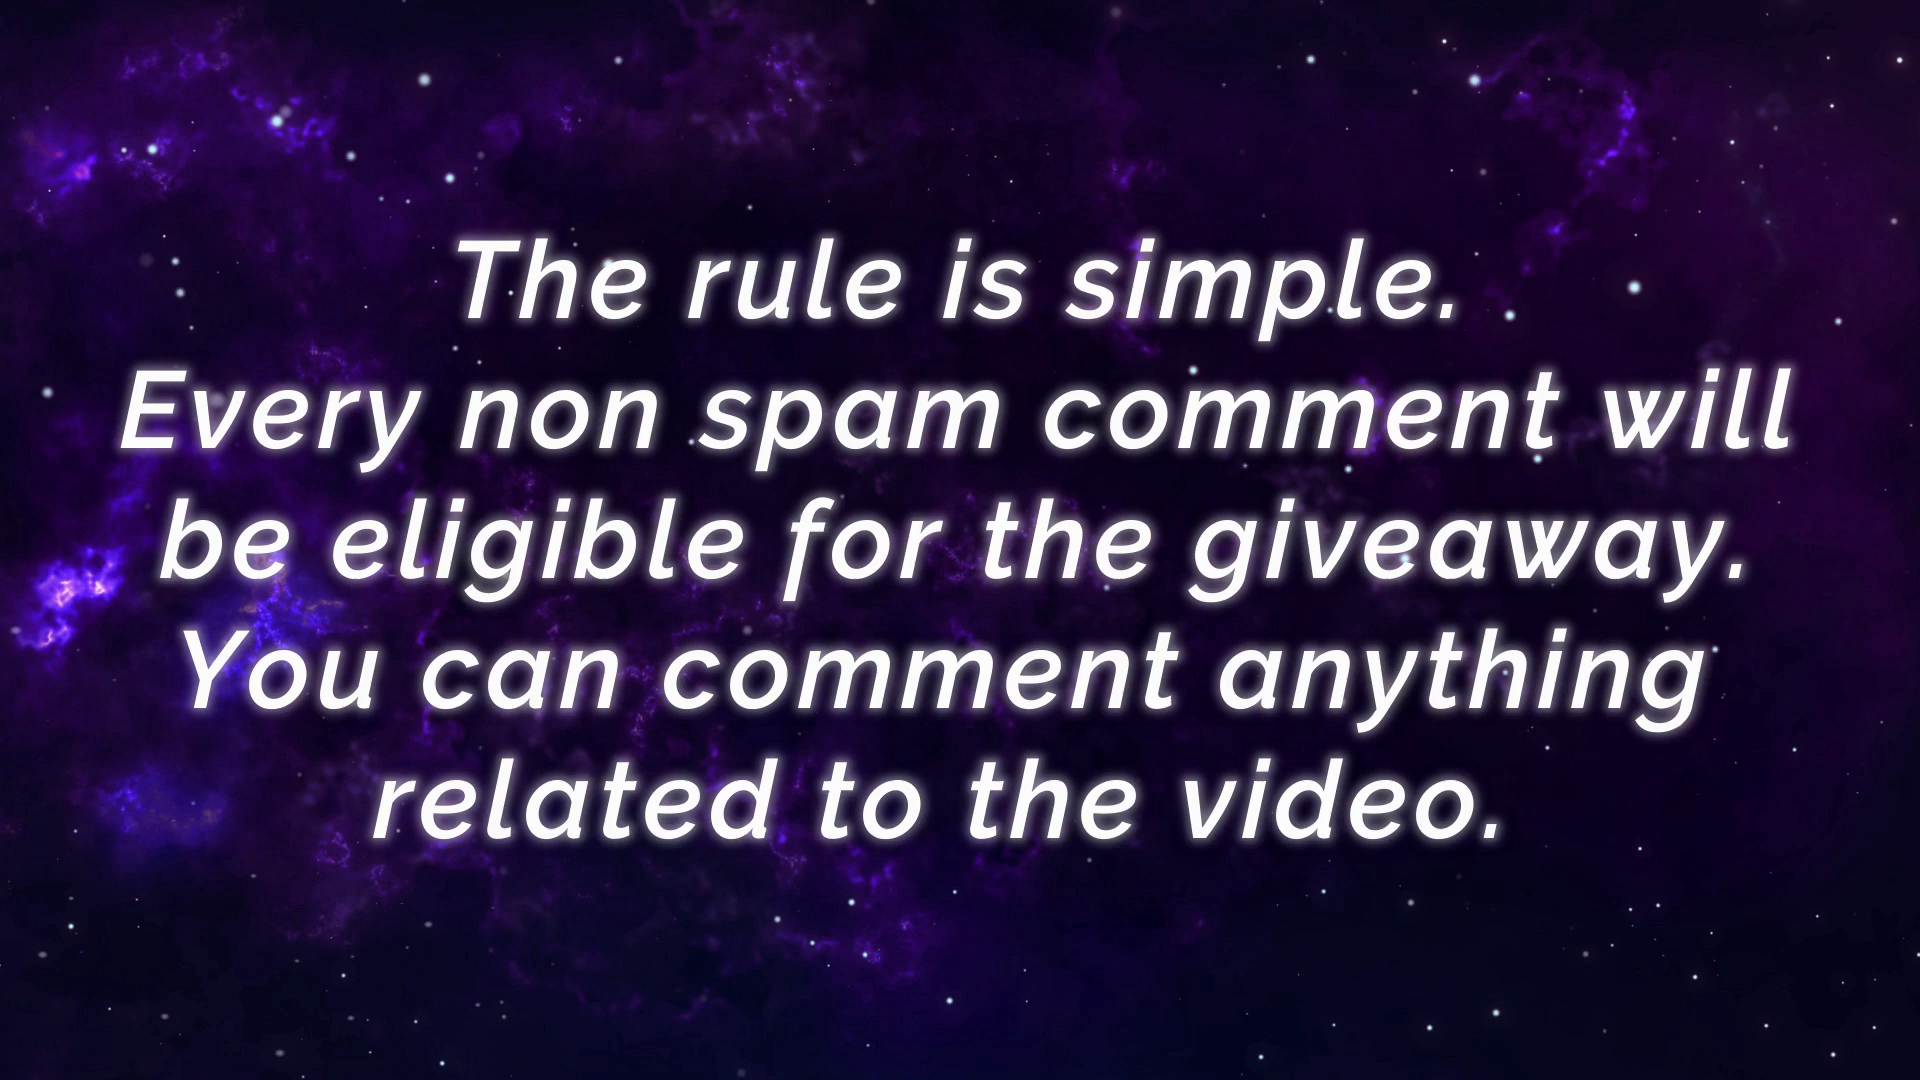 The rule is simple.
Every non spam comment will
be eligible for the giveaway.
You can comment anything
related to the video.